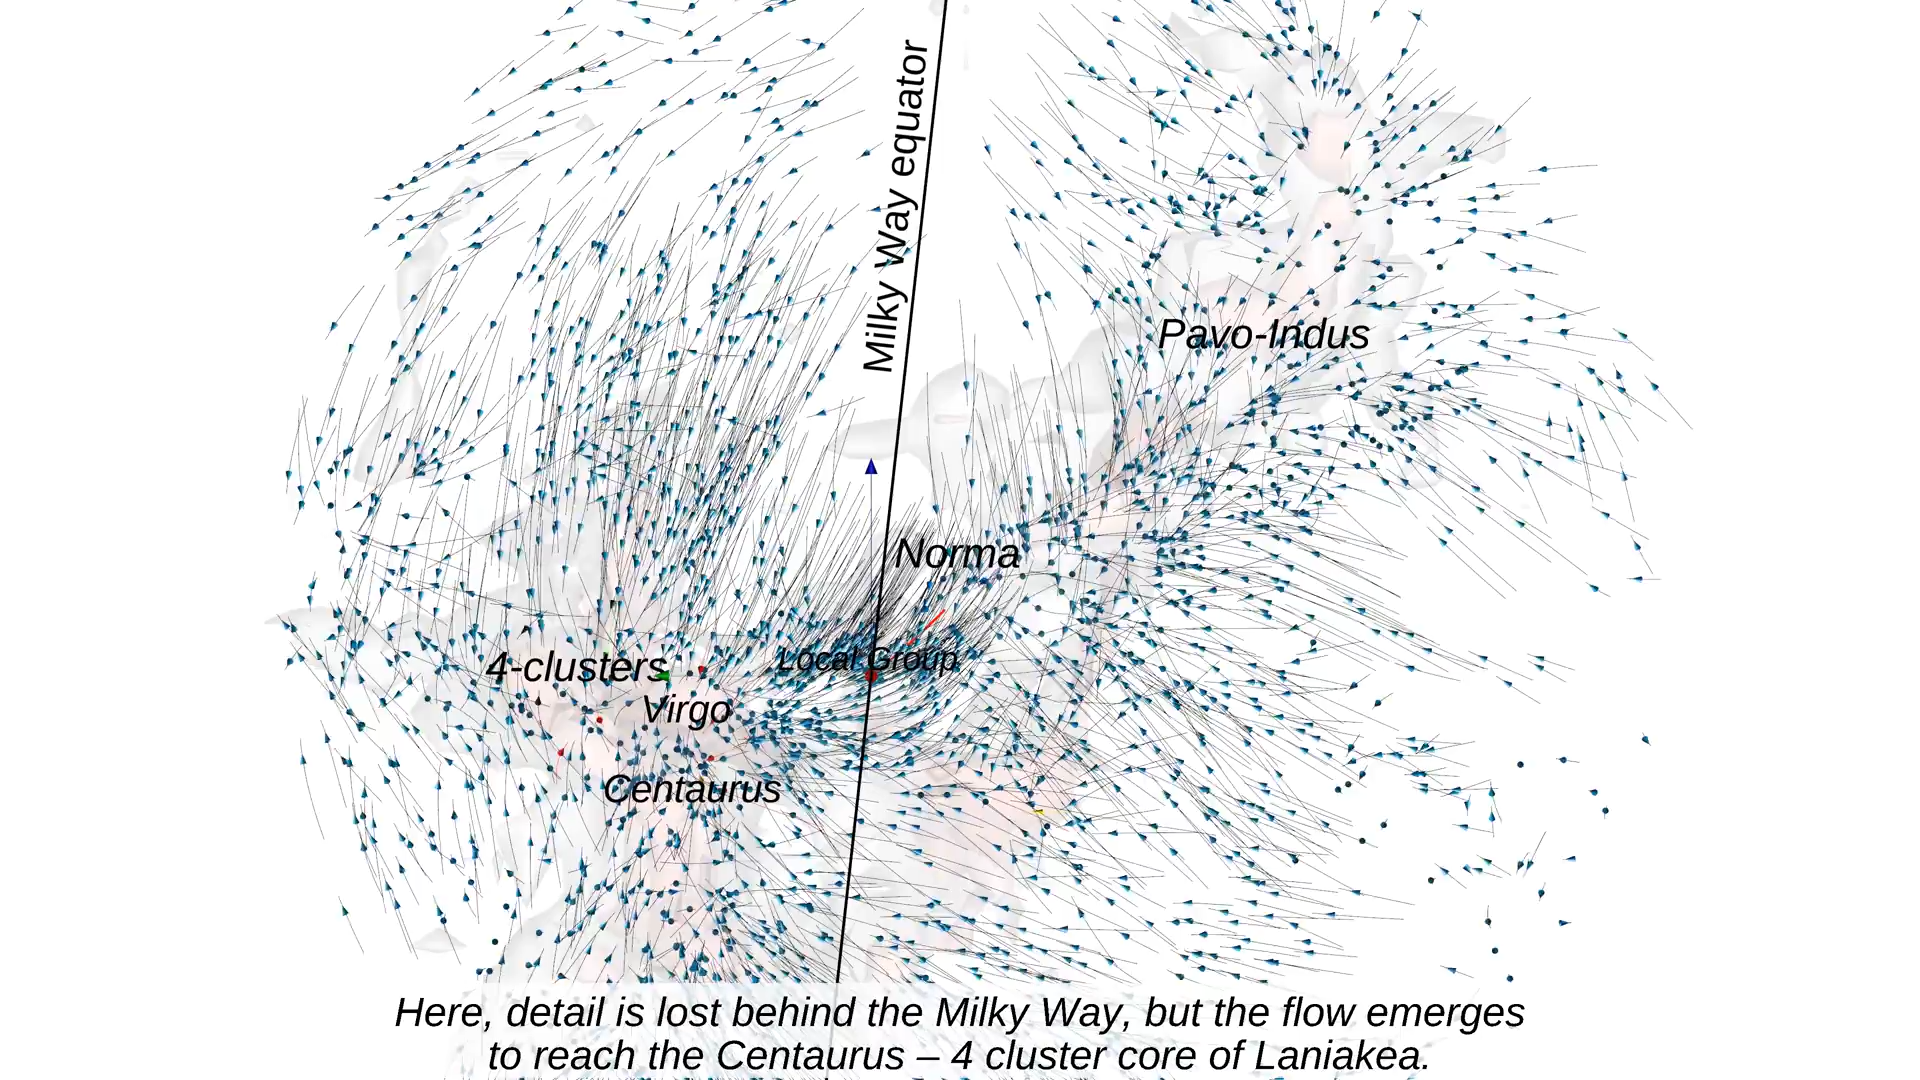 Milky Way equator
Pavo-Indus
Norma
Local Group
4-clusters
Virgo
Centaurus
Here, detail is lost behind the Milky Way, but the flow emerges
to reach the Centaurus – 4 cluster core of Laniakea.